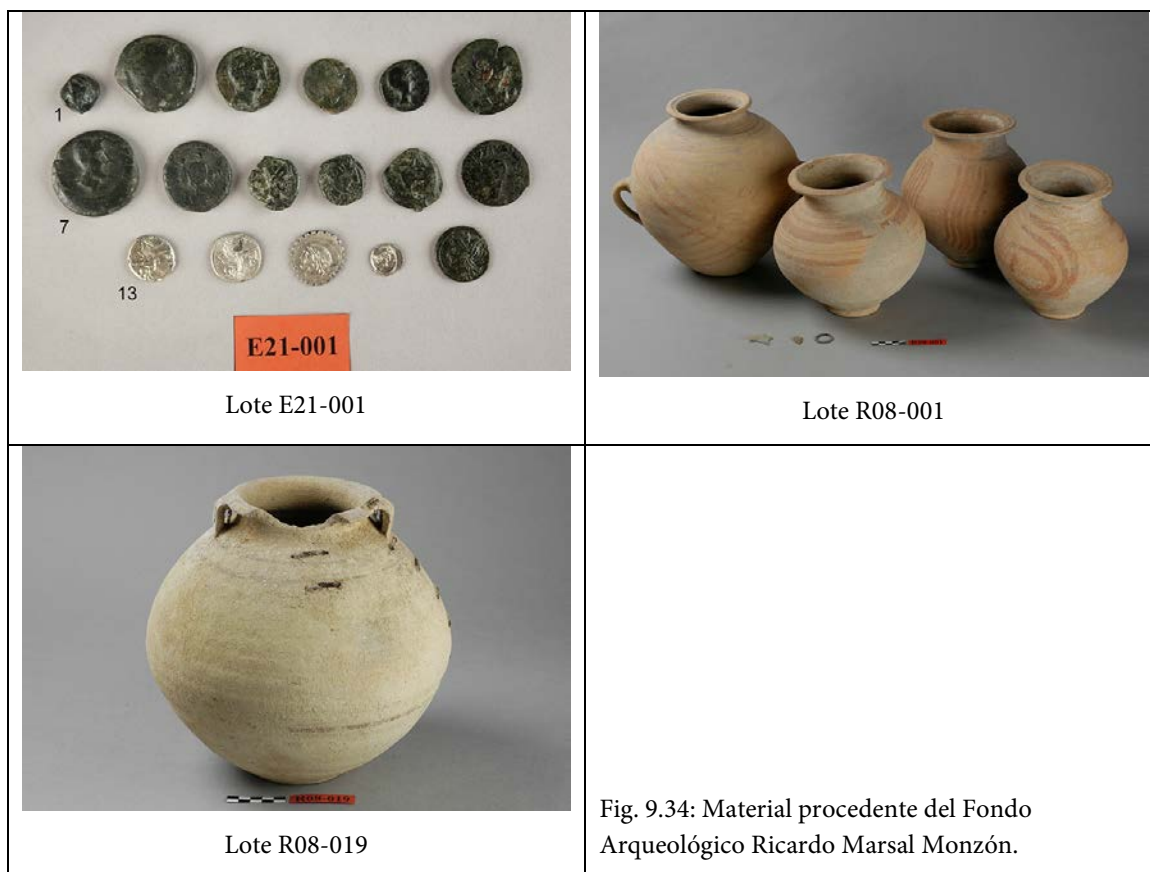 1
7
13
E21-001
Lote E21-001
Lote R08-001
Lote R08-019
Fig. 9.34: Material procedente del Fondo
Arqueológico Ricardo Marsal Monzón.